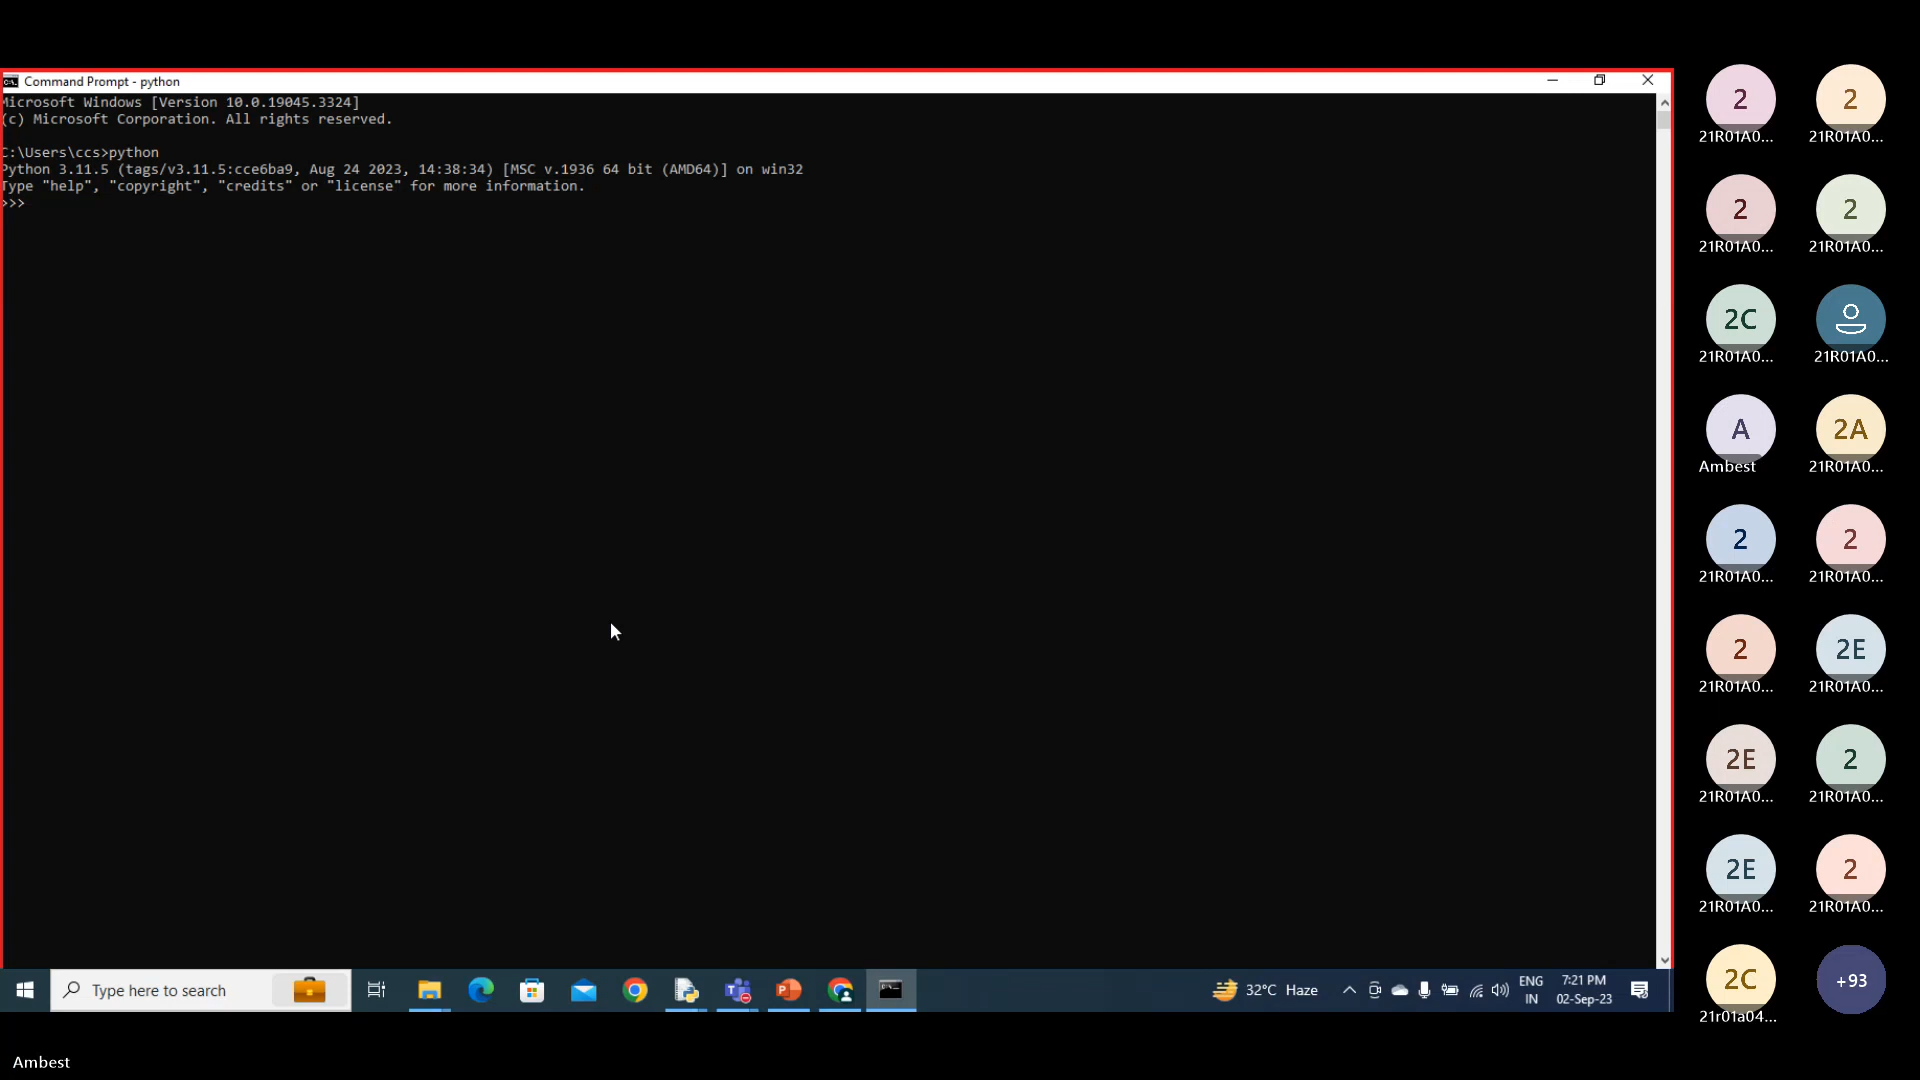 Command Prompt - python
Microsoft Windows [Version 10.0.19045.3324]
(c) Microsoft Corporation. All rights reserved.
C:\Users\ccs>python
Python 3.11.5 (tags/v3.11.5:cce6ba9, Aug 24 2023, 14:38:34) [MSC v.1936 64 bit (AMD64)] on win32
Type "help", "copyright", "credits" or "license" for more information.
>>>
2 2
21R01A0... 21R01A0...
2 2
21R01A0... 21R01A0...
2C
21R01A0... 21R01A0...
A 2A
Ambest 21R01A0...
2 2
21R01A0... 21R01A0...
2 2E
21R01A0... 21R01A0...
2E 2
21R01A0... 21R01A0...
2E 2
21R01A0... 21R01A0...
2C +93
21r01a04...
Type here to search
32°C Haze
ENG
IN
7:21 PM
02-Sep-23
Ambest